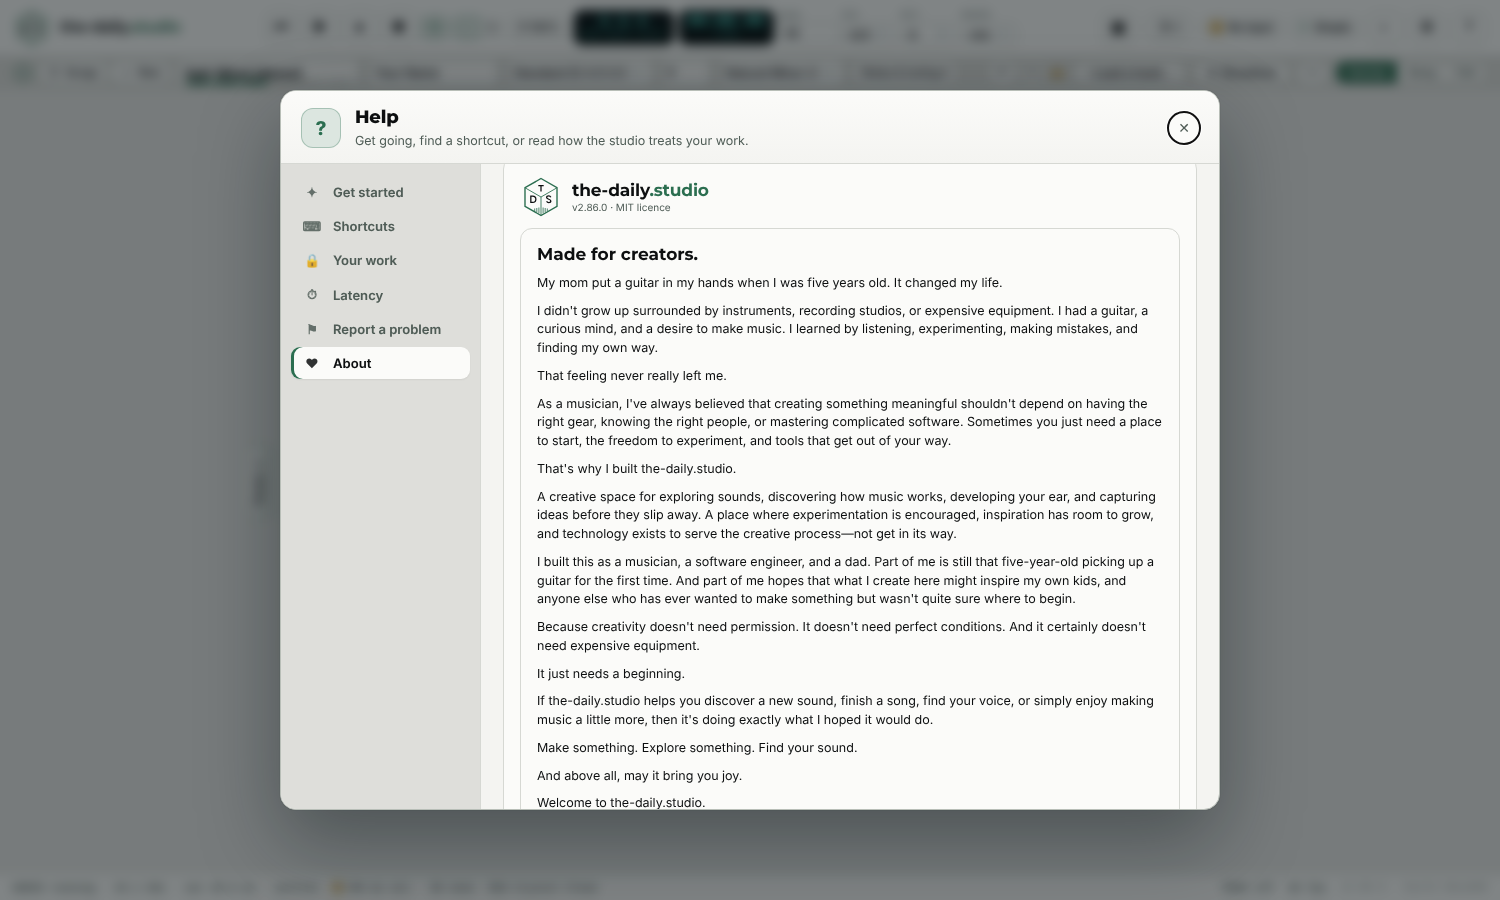 Help
Get going, find a shortcut, or read how the studio treats your work.
Get started
Shortcuts
Your work
Latency
Report a problem
About
T
D S
the-daily.studio
v2.86.0 · MIT licence
Made for creators.
My mom put a guitar in my hands when I was five years old. It changed my life.
I didn't grow up surrounded by instruments, recording studios, or expensive equipment. I had a guitar, a
curious mind, and a desire to make music. I learned by listening, experimenting, making mistakes, and
finding my own way.
That feeling never really left me.
As a musician, I've always believed that creating something meaningful shouldn't depend on having the
right gear, knowing the right people, or mastering complicated software. Sometimes you just need a place
to start, the freedom to experiment, and tools that get out of your way.
That's why I built the-daily.studio.
A creative space for exploring sounds, discovering how music works, developing your ear, and capturing
ideas before they slip away. A place where experimentation is encouraged, inspiration has room to grow,
and technology exists to serve the creative process—not get in its way.
I built this as a musician, a software engineer, and a dad. Part of me is still that five-year-old picking up a
guitar for the first time. And part of me hopes that what I create here might inspire my own kids, and
anyone else who has ever wanted to make something but wasn't quite sure where to begin.
Because creativity doesn't need permission. It doesn't need perfect conditions. And it certainly doesn't
need expensive equipment.
It just needs a beginning.
If the-daily.studio helps you discover a new sound, finish a song, find your voice, or simply enjoy making
music a little more, then it's doing exactly what I hoped it would do.
Make something. Explore something. Find your sound.
And above all, may it bring you joy.
Welcome to the-daily.studio.